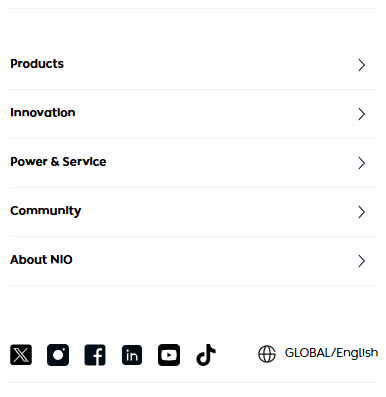 Products
Innovation
Power & Service
Community
About NIO
GLOBAL/English